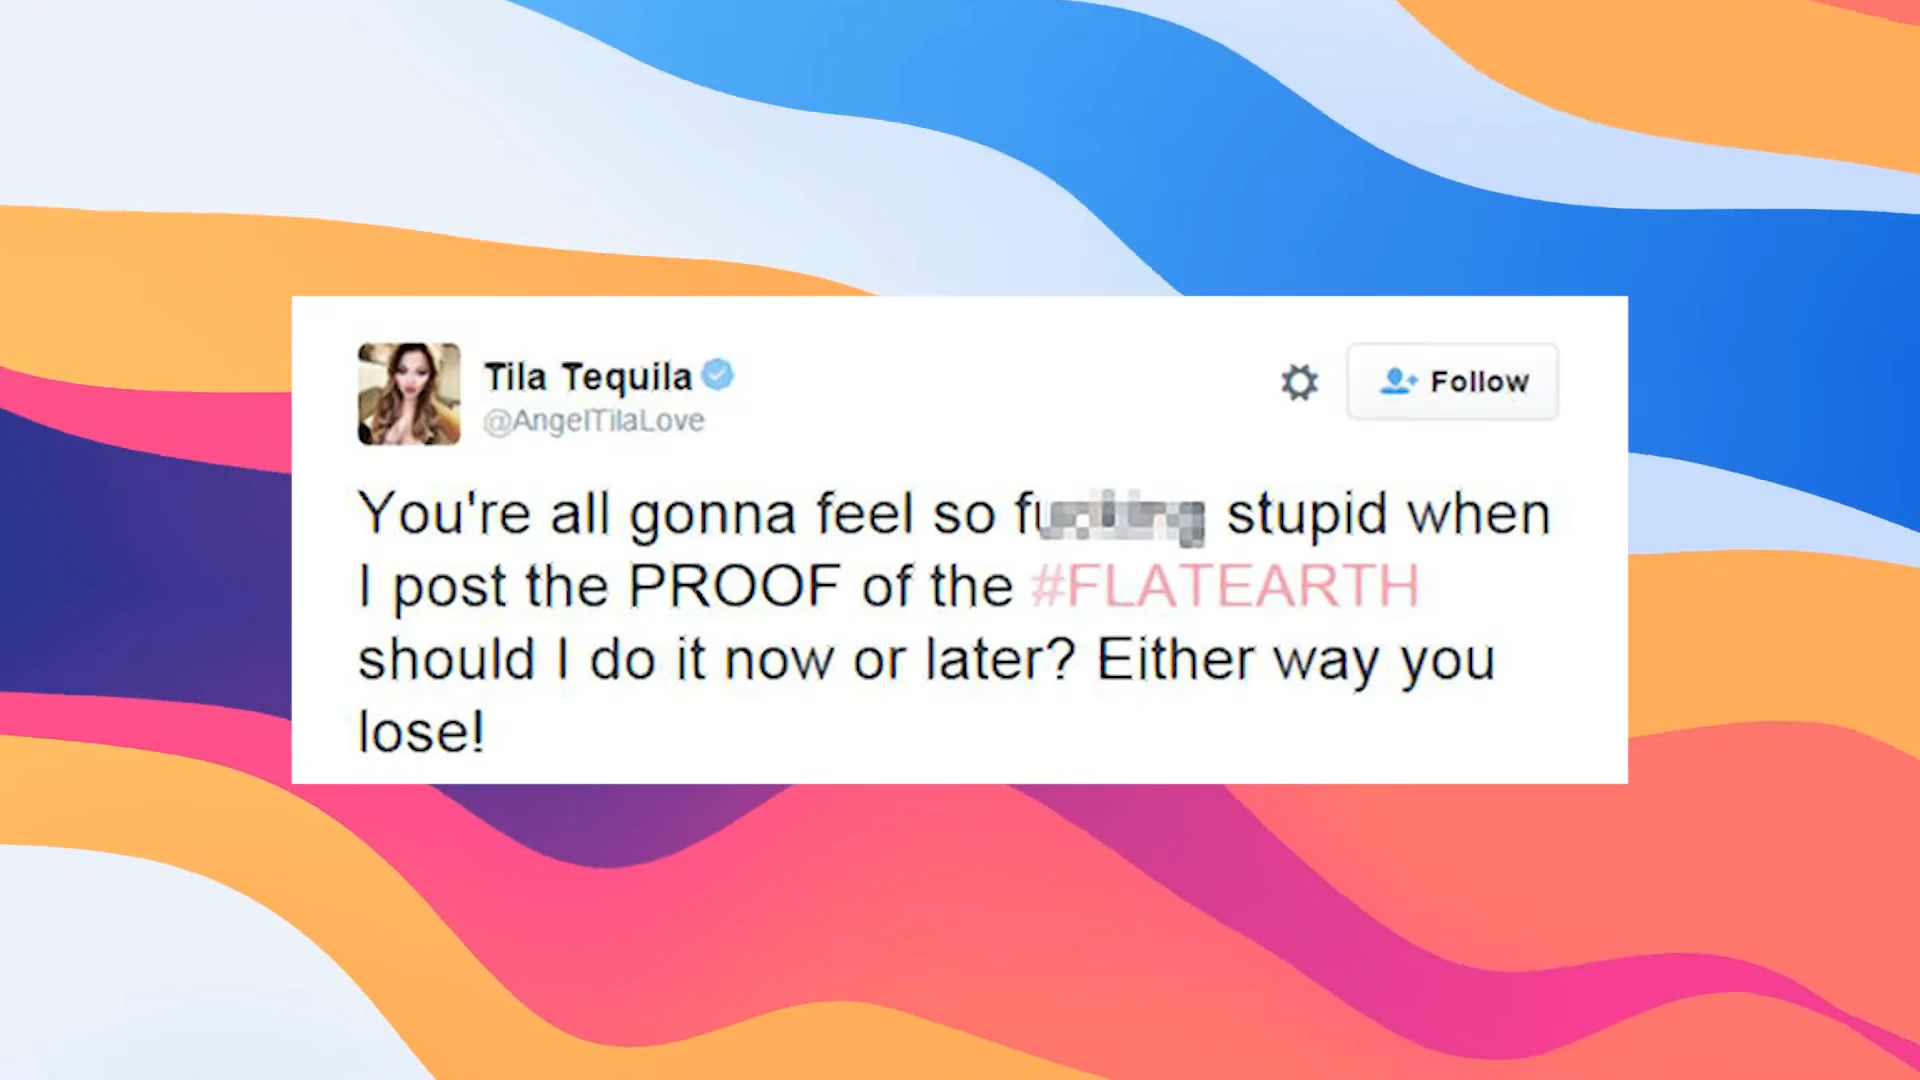 Tila Tequila
@AngelTilaLove
Follow
You're all gonna feel so fu stupid when
I post the PROOF of the #FLATEARTH
should I do it now or later? Either way you
lose!